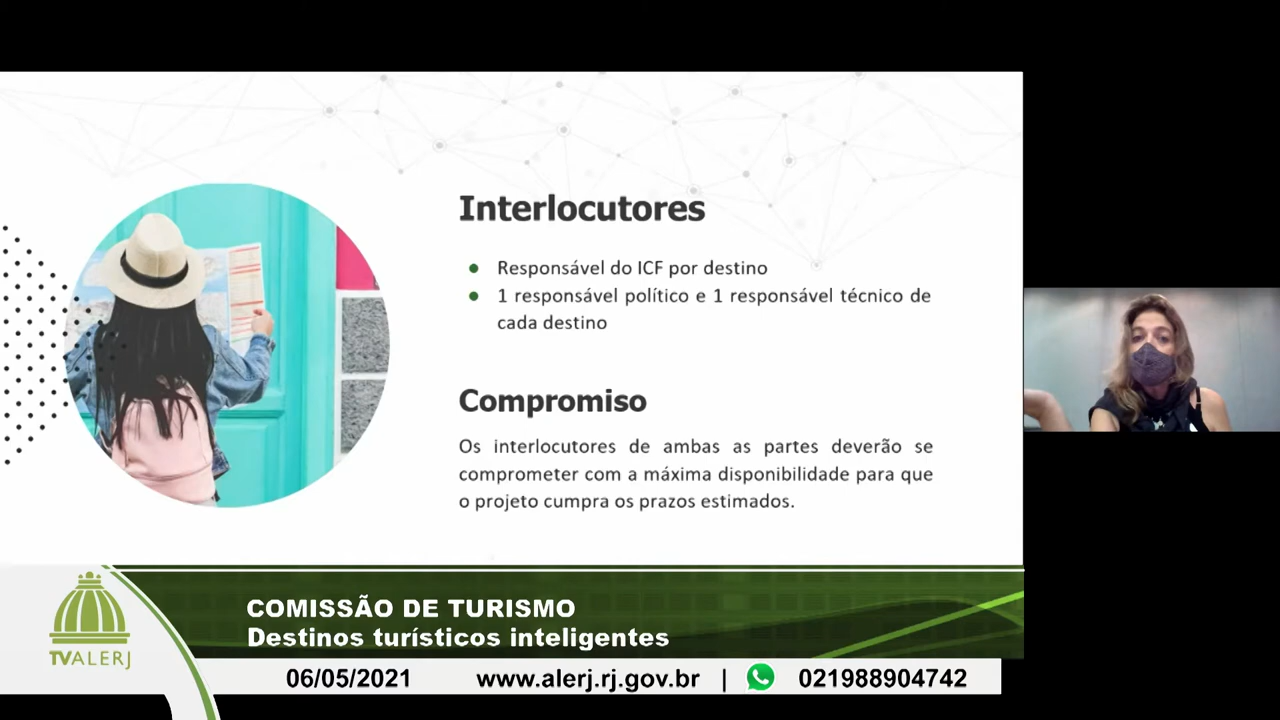 Interlocutores
● Responsável do ICF por destino
● 1 responsável político e 1 responsável técnico de
cada destino
Compromiso
Os interlocutores de ambas as partes deverão se
comprometer com a máxima disponibilidade para que
o projeto cumpra os prazos estimados.
COMISSÃO DE TURISMO
Destinos turísticos inteligentes
TVALERJ
06/05/2021 www.alerj.rj.gov.br | 021988904742